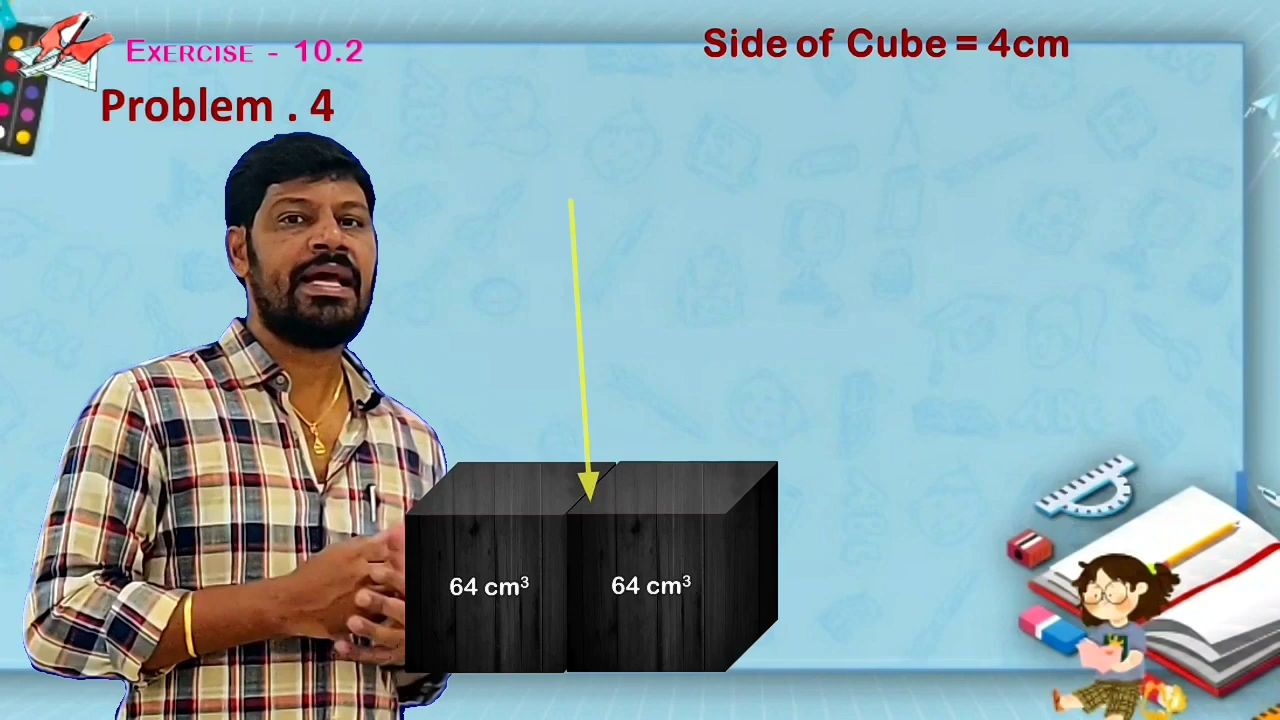 Exercise - 10.2
Side of Cube = 4cm
Problem . 4
64 cm³
64 cm³